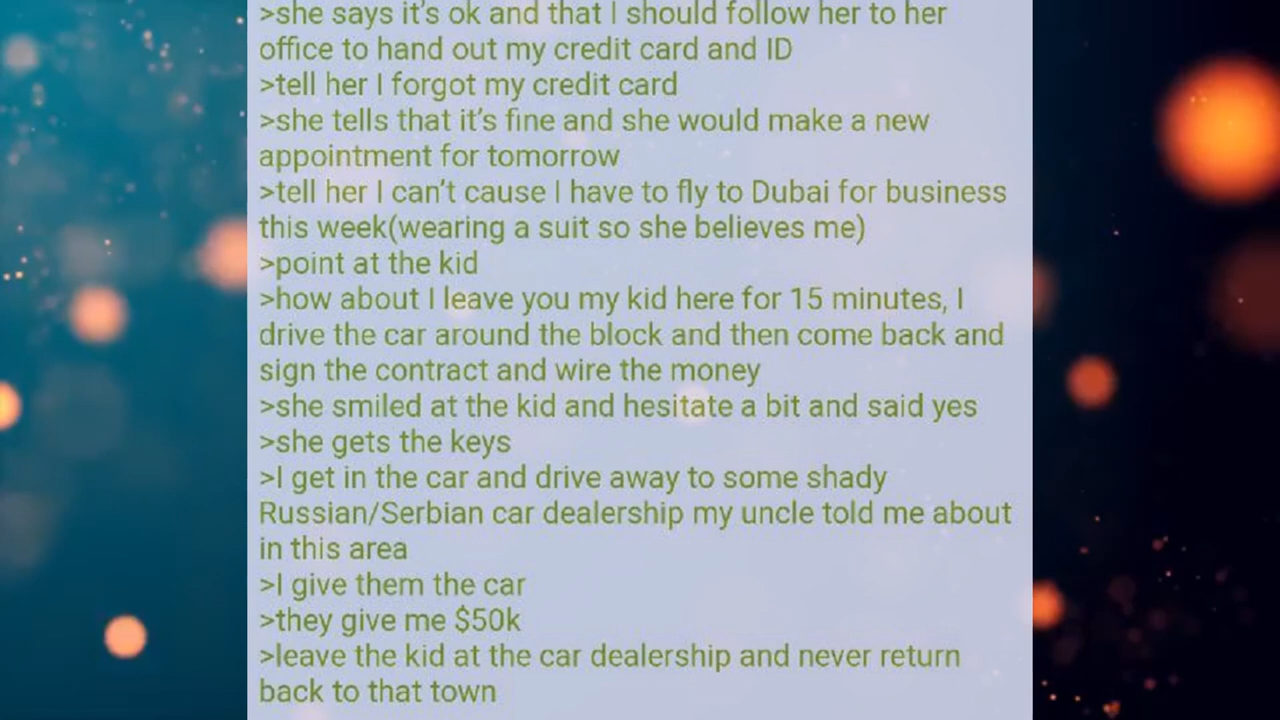 >she says it's ok and that I should follow her to her
office to hand out my credit card and ID
>tell her I forgot my credit card
>she tells that it's fine and she would make a new
appointment for tomorrow
>tell her I can't cause I have to fly to Dubai for business
this week(wearing a suit so she believes me)
>point at the kid
>how about I leave you my kid here for 15 minutes, I
drive the car around the block and then come back and
sign the contract and wire the money
>she smiled at the kid and hesitate a bit and said yes
>she gets the keys
>I get in the car and drive away to some shady
Russian/Serbian car dealership my uncle told me about
in this area
>I give them the car
>they give me $50k
>leave the kid at the car dealership and never return
back to that town